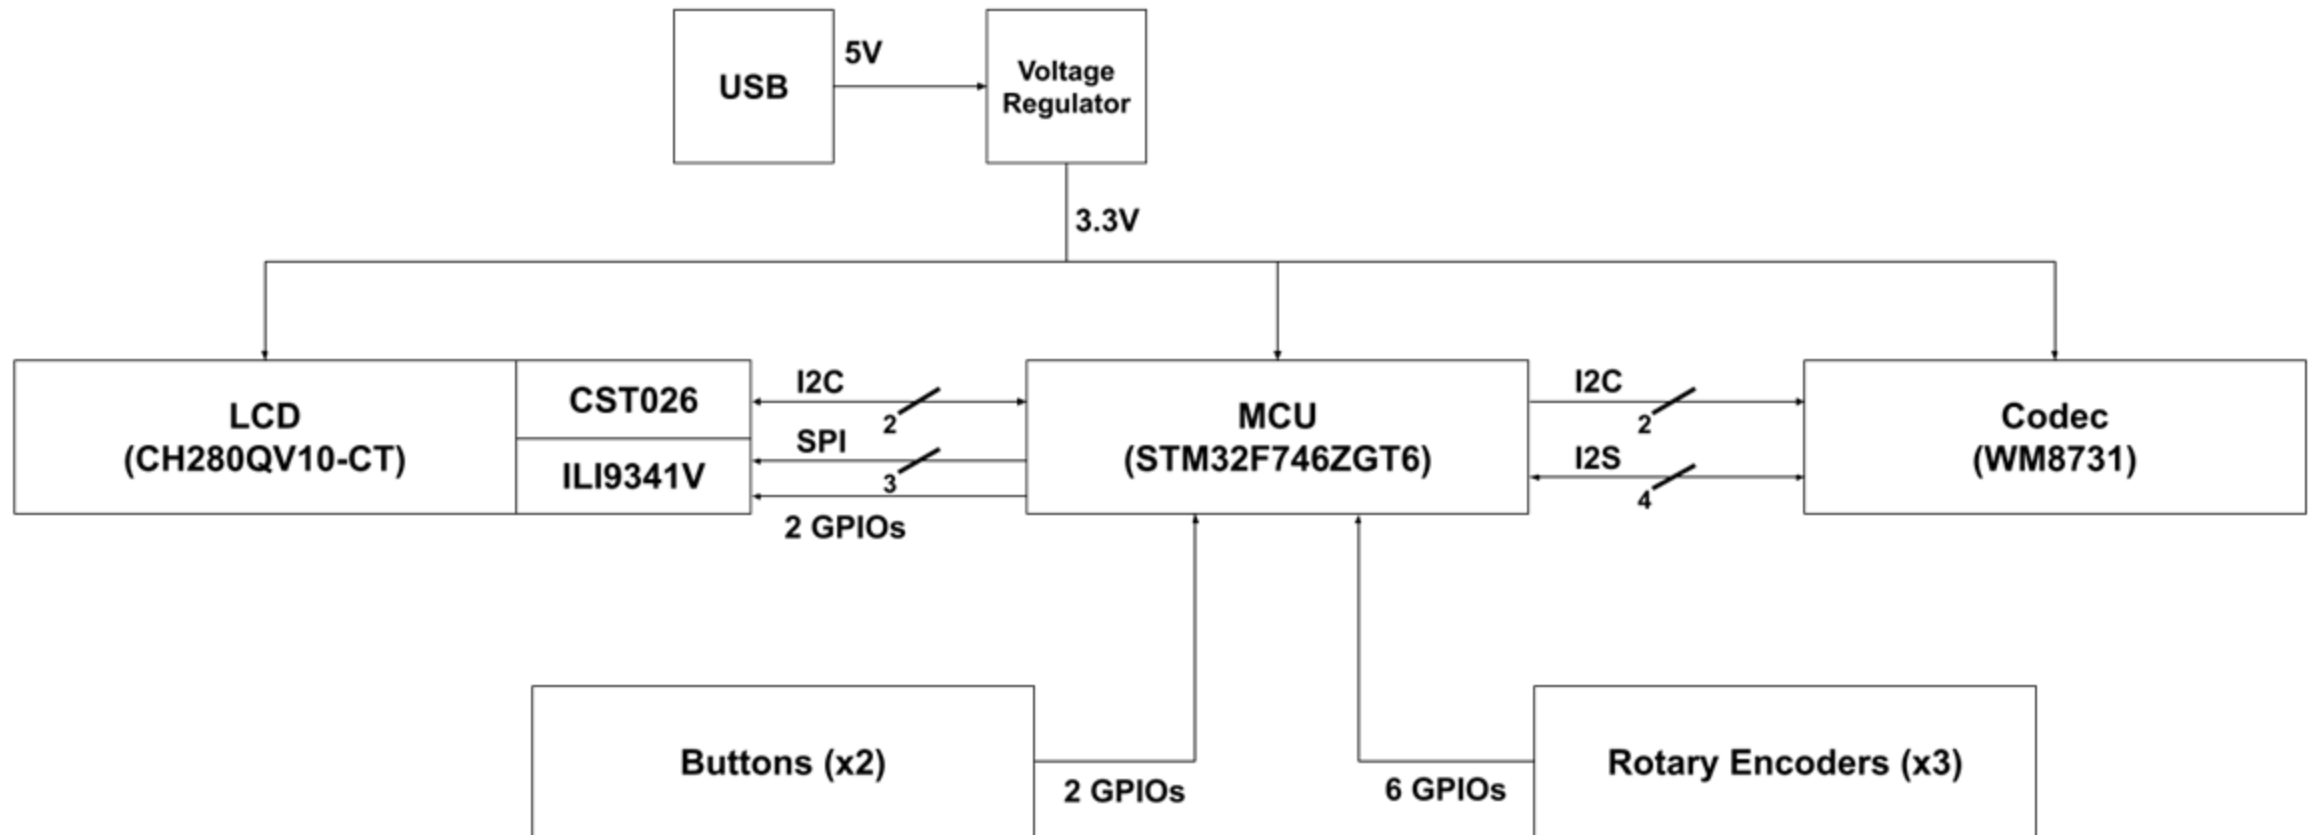 USB
5V
Voltage
Regulator
3.3V
LCD
(CH280QV10-CT)
CST026
ILI9341V
I2C
2
SPI
3
2 GPIOs
MCU
(STM32F746ZGT6)
I2C
2
I2S
4
Codec
(WM8731)
Buttons (x2)
2 GPIOs
6 GPIOs
Rotary Encoders (x3)